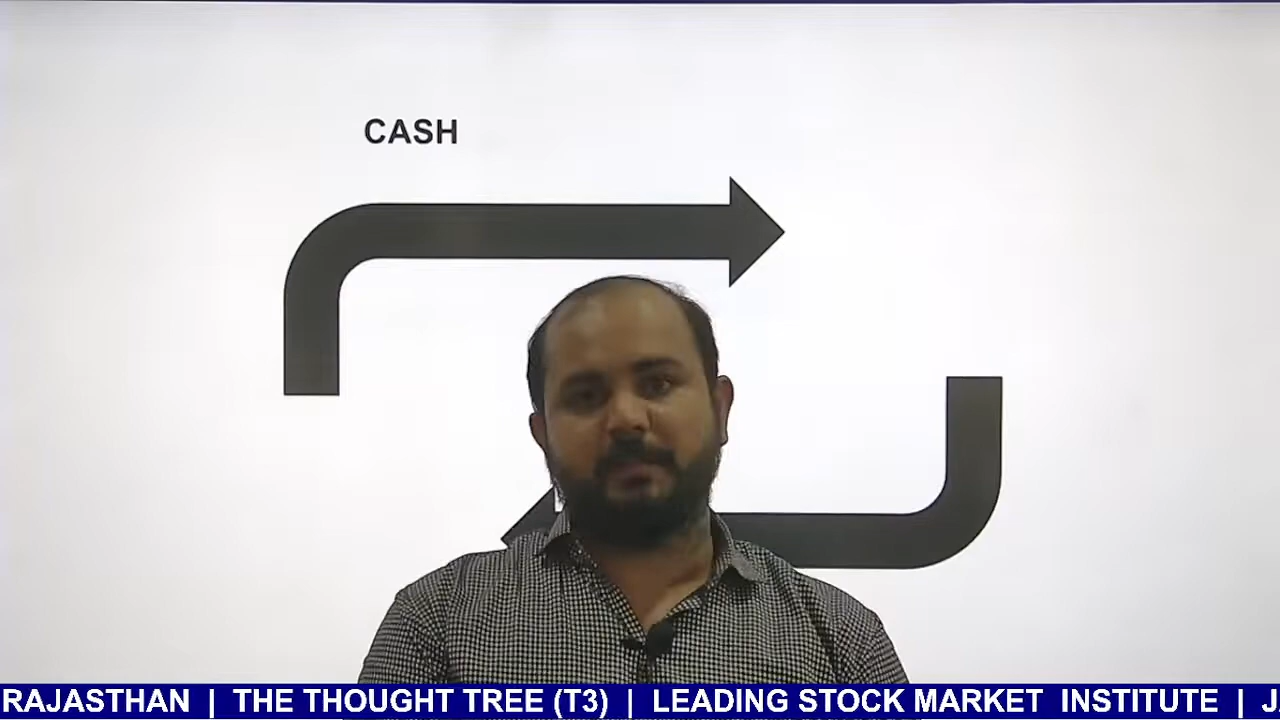 CASH
RAJASTHAN | THE THOUGHT TREE (T3) | LEADING STOCK MARKET INSTITUTE | J